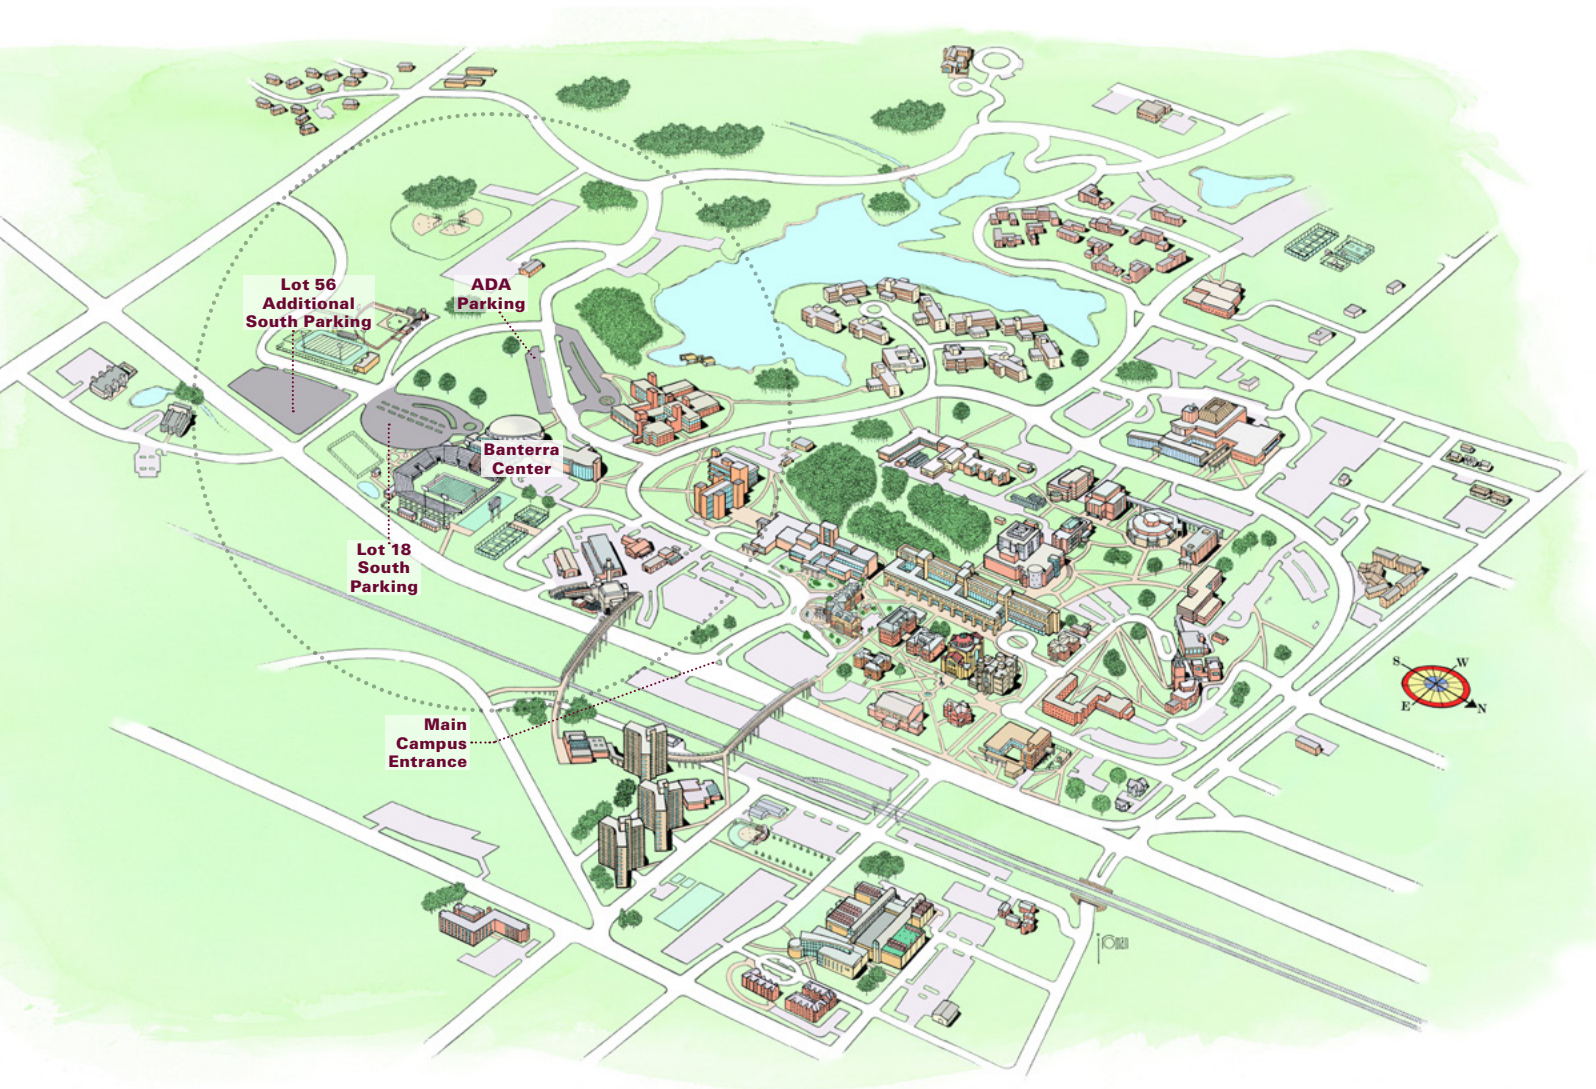 Lot 56
Additional
South Parking
ADA
Parking
Banterra
Center
Lot 18
South
Parking
S
W
E
N
Main
Campus
Entrance